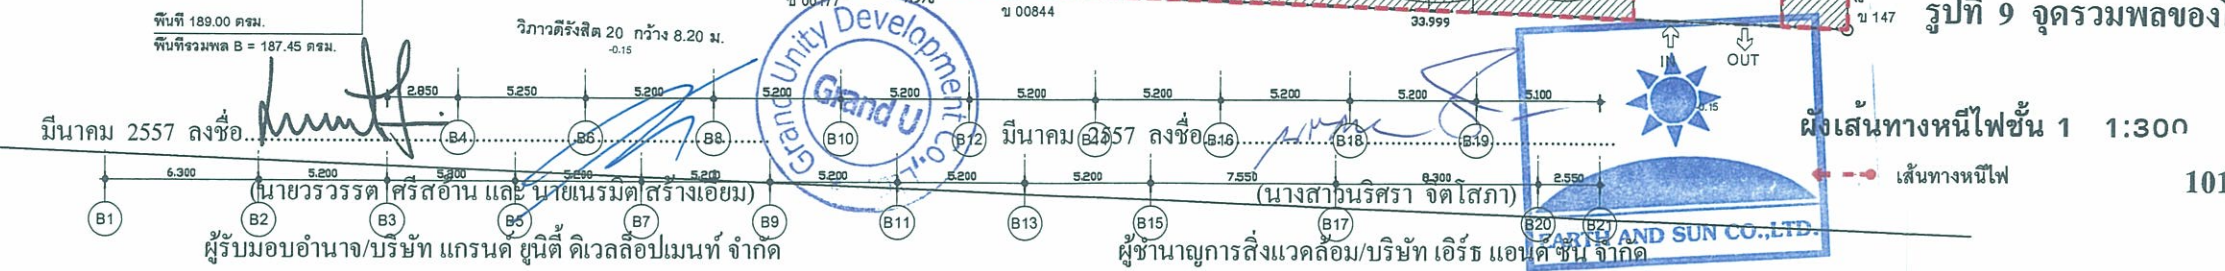 พื้นที่ 189.00 ตรม.
พื้นที่รวมพล B = 187.45 ตรม.
วิภาวดีรังสิต 20 กว้าง 8.20 ม.
-0.15
ข 00844
33.999
ข 147
รูปที่ 9 จุดรวมพลของ
IN
OUT
Grand Unity Development Co.,
Grand U
2.850 5.250 5.200 5.200 5.200 5.200 5.200 5.200 5.200 5.100
มีนาคม 2557 ลงชื่อ
มีนาคม 2557 ลงชื่อ
B4 B6 B8 B10 B12 B16 B18 B19
ผังเส้นทางหนีไฟชั้น 1 1:300
6.300 5.200 5.200 5.200 5.200 5.200 5.200 7.550 8.300 2.550
เส้นทางหนีไฟ
101
(นายวรวรรต ศรีสอ้าน และ นายเนรมิต สร้างเอี่ยม)
(นางสาวนริศรา จิตโสภา)
B1 B2 B3 B5 B7 B9 B11 B13 B15 B17 B20 B21
EARTH AND SUN CO.,LTD.
ผู้รับมอบอำนาจ/บริษัท แกรนด์ ยูนิตี้ ดิเวลล็อปเมนท์ จำกัด
ผู้ชำนาญการสิ่งแวดล้อม/บริษัท เอิร์ธ แอนด์ ซัน จำกัด